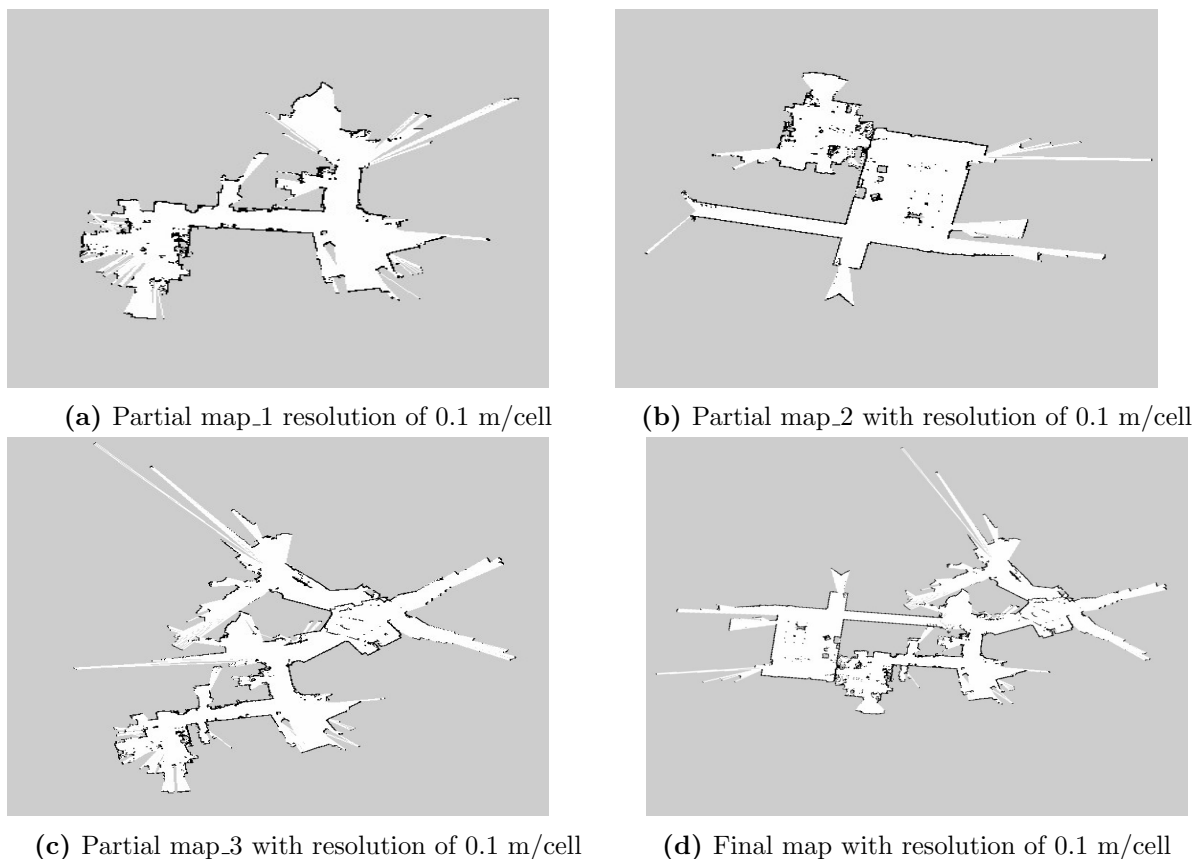 (a) Partial map_1 resolution of 0.1 m/cell
(b) Partial map_2 with resolution of 0.1 m/cell
(c) Partial map_3 with resolution of 0.1 m/cell
(d) Final map with resolution of 0.1 m/cell